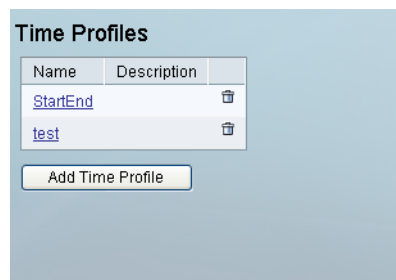 Time Profiles
Name Description
StartEnd
test
Add Time Profile